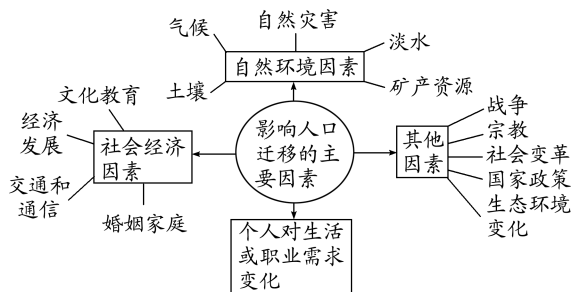 自然灾害
气候
淡水
自然环境因素
土壤
矿产资源
文化教育
经济
发展
社会经济
因素
交通和
通信
婚姻家庭
影响人口
迁移的主
要因素
其他
因素
战争
宗教
社会变革
国家政策
生态环境
变化
个人对生活
或职业需求
变化